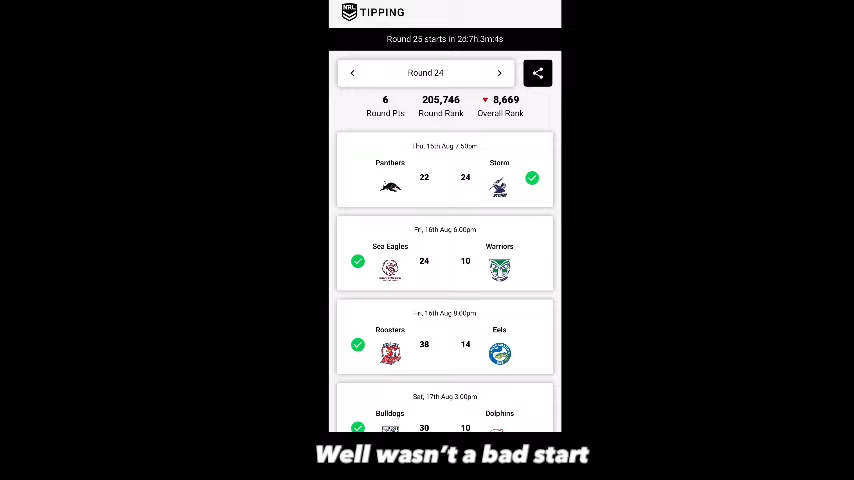 NRL TIPPING
Round 25 starts in 2d:7h:3m:4s
Round 24
6 205,746 8,669
Round Pts Round Rank Overall Rank
Thu, 15th Aug 7:50pm
Panthers Storm
22 24
STORM
Fri, 16th Aug 6:00pm
Sea Eagles Warriors
24 10
Fri, 16th Aug 8:00pm
Roosters Eels
38 14
Sat, 17th Aug 3:00pm
Bulldogs Dolphins
30 10
Well wasn't a bad start